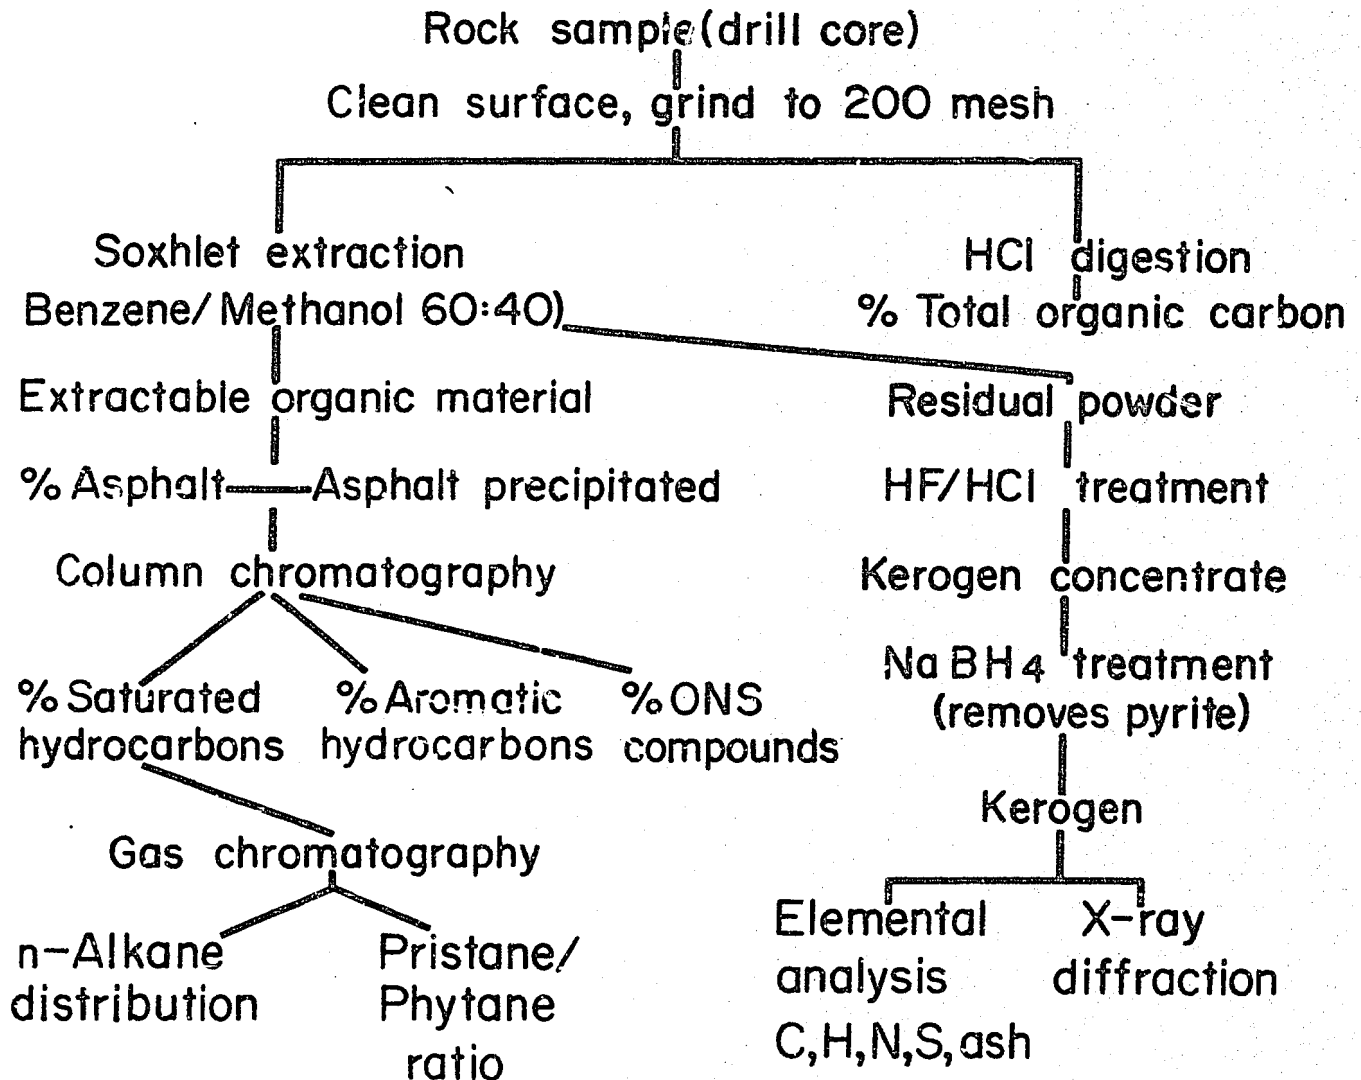 Rock sample(drill core)
Clean surface, grind to 200 mesh
Soxhlet extraction
Benzene/Methanol 60:40)
HCl digestion
% Total organic carbon
Extractable organic material
Residual powder
% Asphalt
Asphalt precipitated
HF/HCl treatment
Column chromatography
Kerogen concentrate
NaBH4 treatment
(removes pyrite)
% Saturated
hydrocarbons
% Aromatic
hydrocarbons
% ONS
compounds
Kerogen
Gas chromatography
n-Alkane
distribution
Pristane/
Phytane
ratio
Elemental
analysis
C,H,N,S,ash
X-ray
diffraction